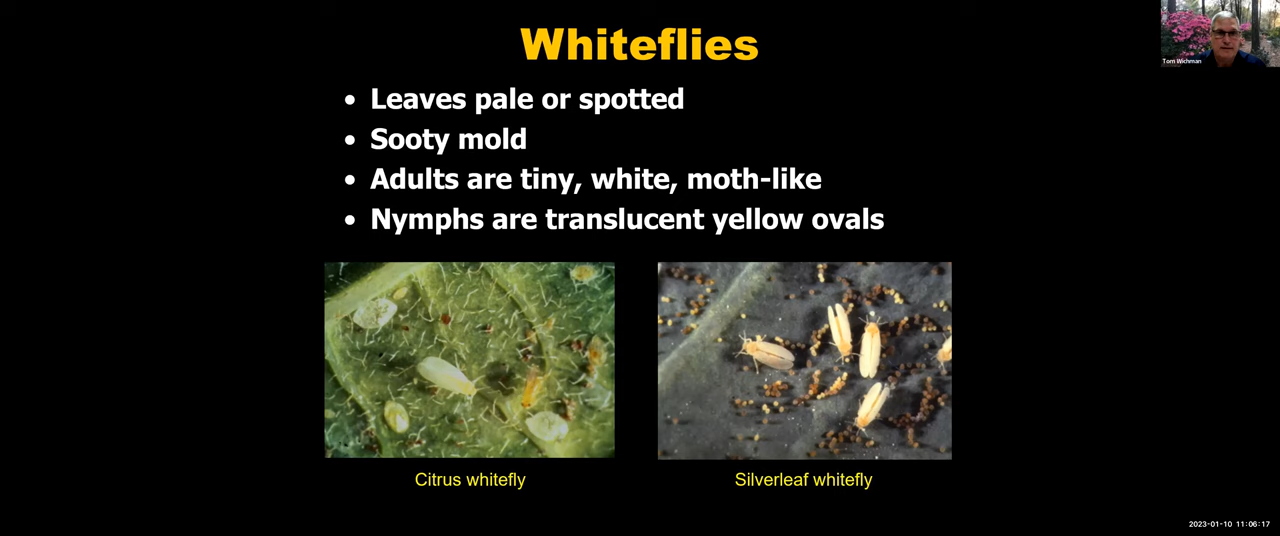 Whiteflies
Tom Wichman
• Leaves pale or spotted
• Sooty mold
• Adults are tiny, white, moth-like
• Nymphs are translucent yellow ovals
Citrus whitefly
Silverleaf whitefly
2023-01-10 11:06:17